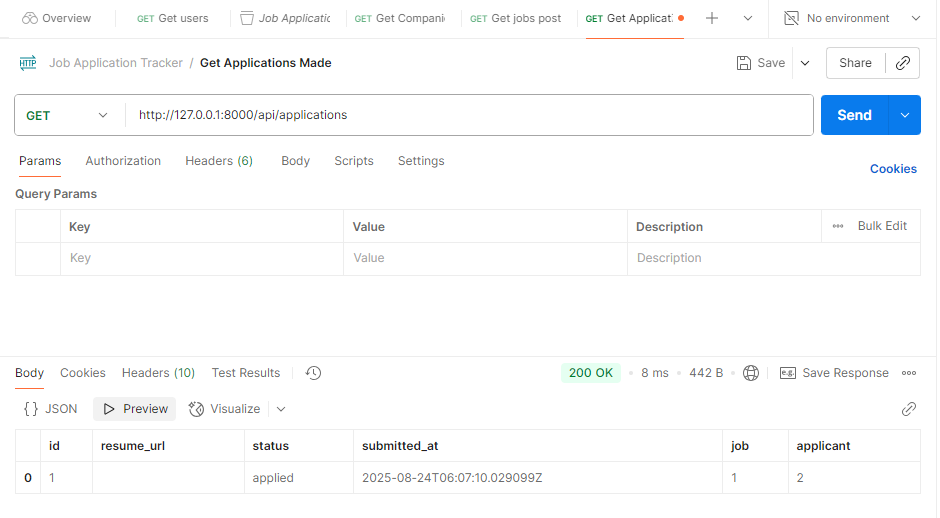 Overview GET Get users Job Applicatic GET Get Compani GET Get jobs post GET Get Applicat No environment
HTTP Job Application Tracker / Get Applications Made Save Share
GET http://127.0.0.1:8000/api/applications Send
Params Authorization Headers (6) Body Scripts Settings Cookies
Query Params
Key Value Description Bulk Edit
Key Value Description
Body Cookies Headers (10) Test Results 200 OK 8 ms 442 B e.g. Save Response
{} JSON Preview Visualize
id resume_url status submitted_at job applicant
0 1 applied 2025-08-24T06:07:10.029099Z 1 2